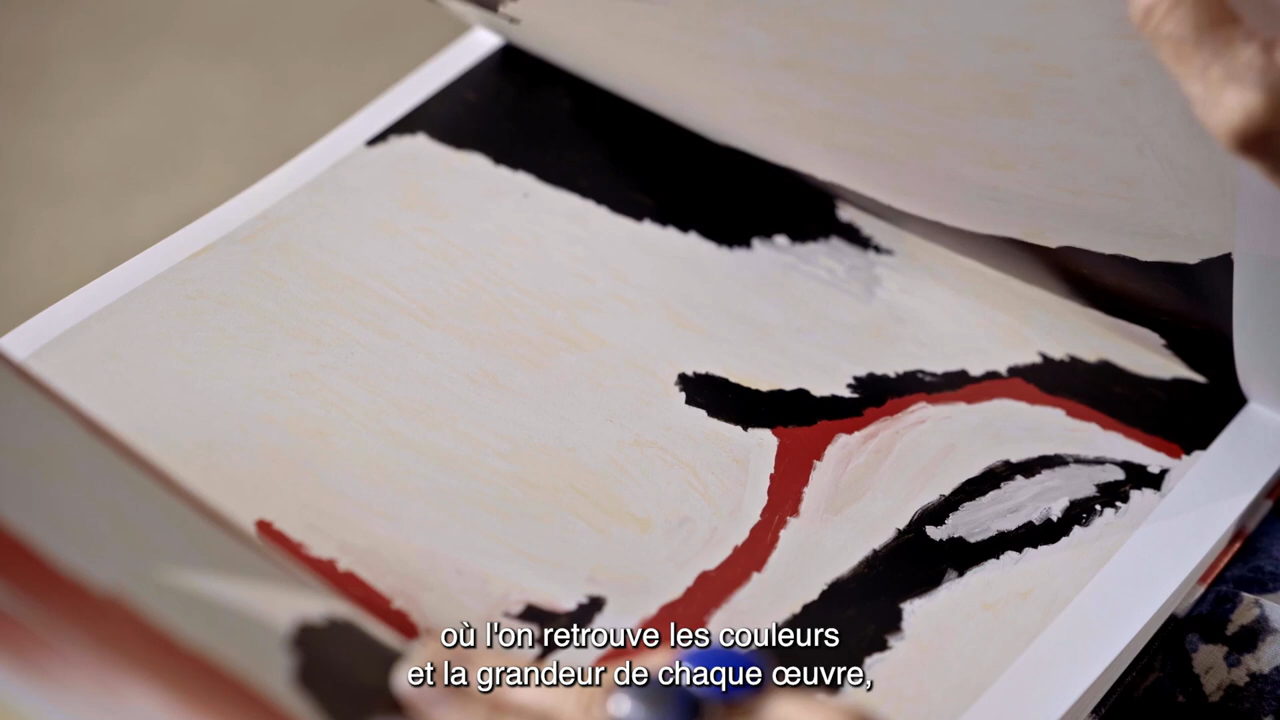 où l'on retrouve les couleurs
et la grandeur de chaque œuvre,